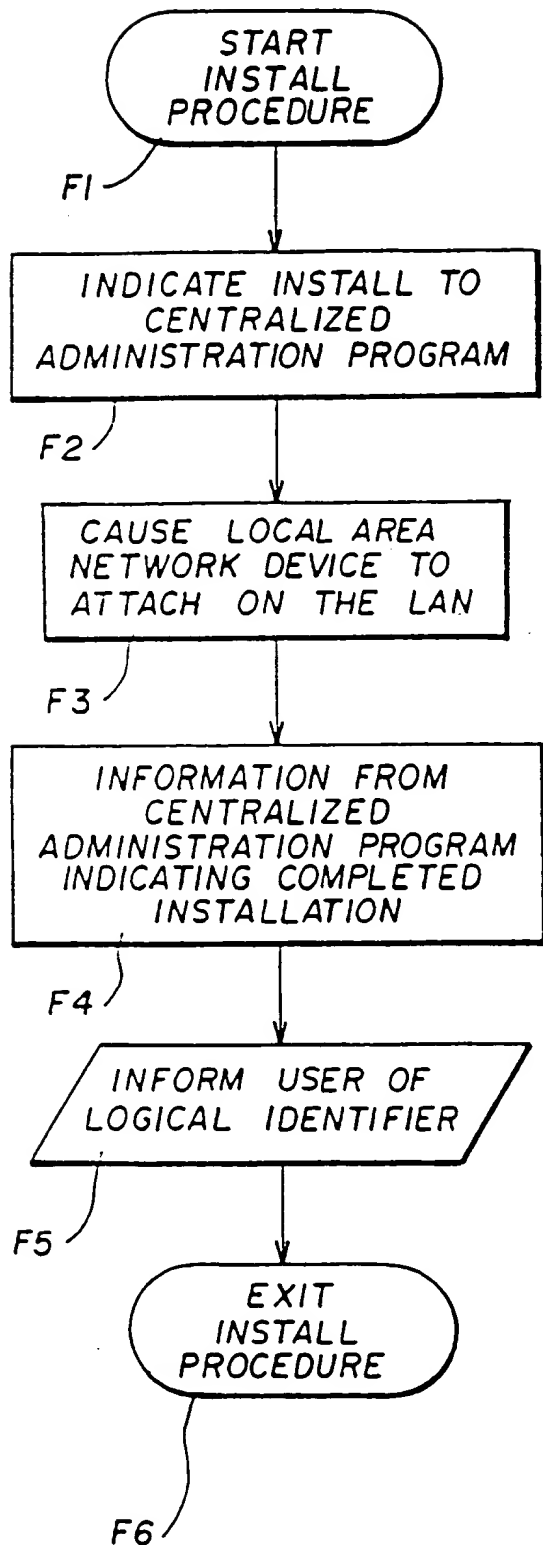 START
INSTALL
PROCEDURE
F1
INDICATE INSTALL TO
CENTRALIZED
ADMINISTRATION PROGRAM
F2
CAUSE LOCAL AREA
NETWORK DEVICE TO
ATTACH ON THE LAN
F3
INFORMATION FROM
CENTRALIZED
ADMINISTRATION PROGRAM
INDICATING COMPLETED
INSTALLATION
F4
INFORM USER OF
LOGICAL IDENTIFIER
F5
EXIT
INSTALL
PROCEDURE
F6